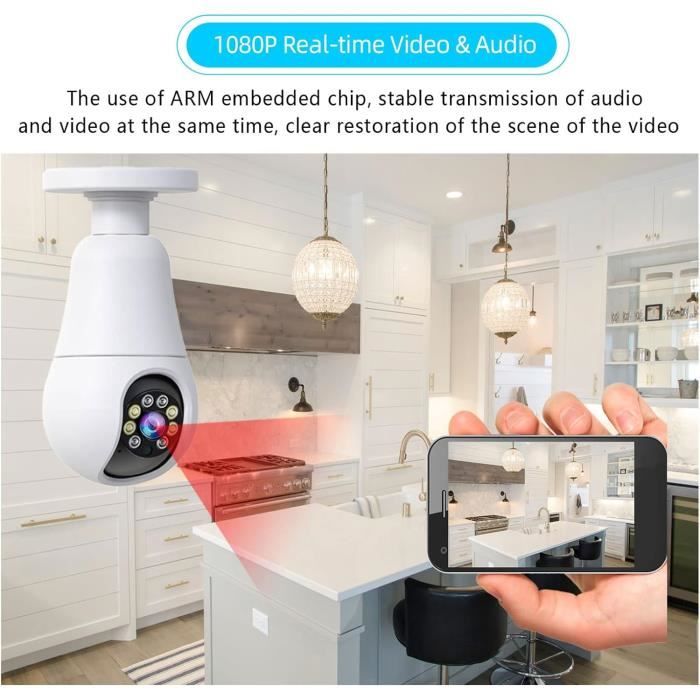 1080P Real-time Video & Audio
The use of ARM embedded chip, stable transmission of audio
and video at the same time, clear restoration of the scene of the video